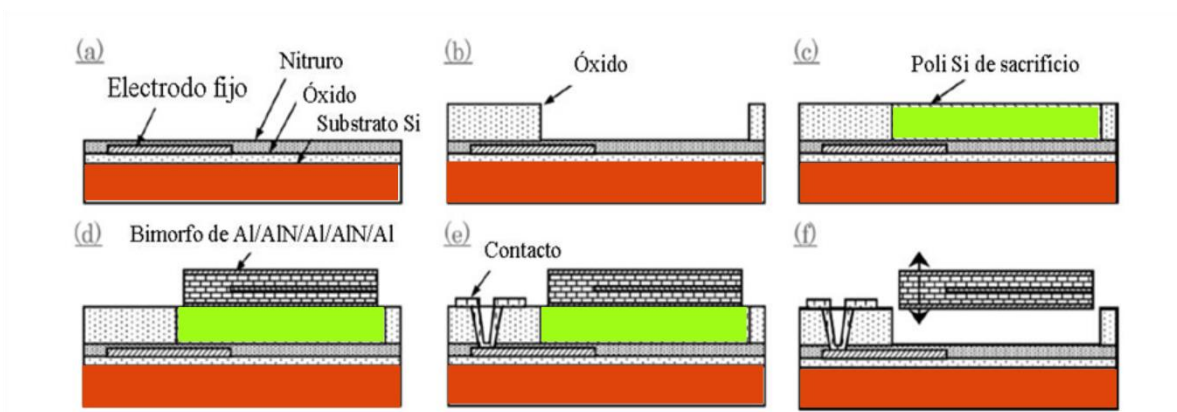 (a)
Nitruro
Electrodo fijo
Óxido
Substrato Si
(b)
Óxido
(c)
Poli Si de sacrificio
(d)
Bimorfo de Al/AlN/Al/AlN/Al
(e)
Contacto
(f)